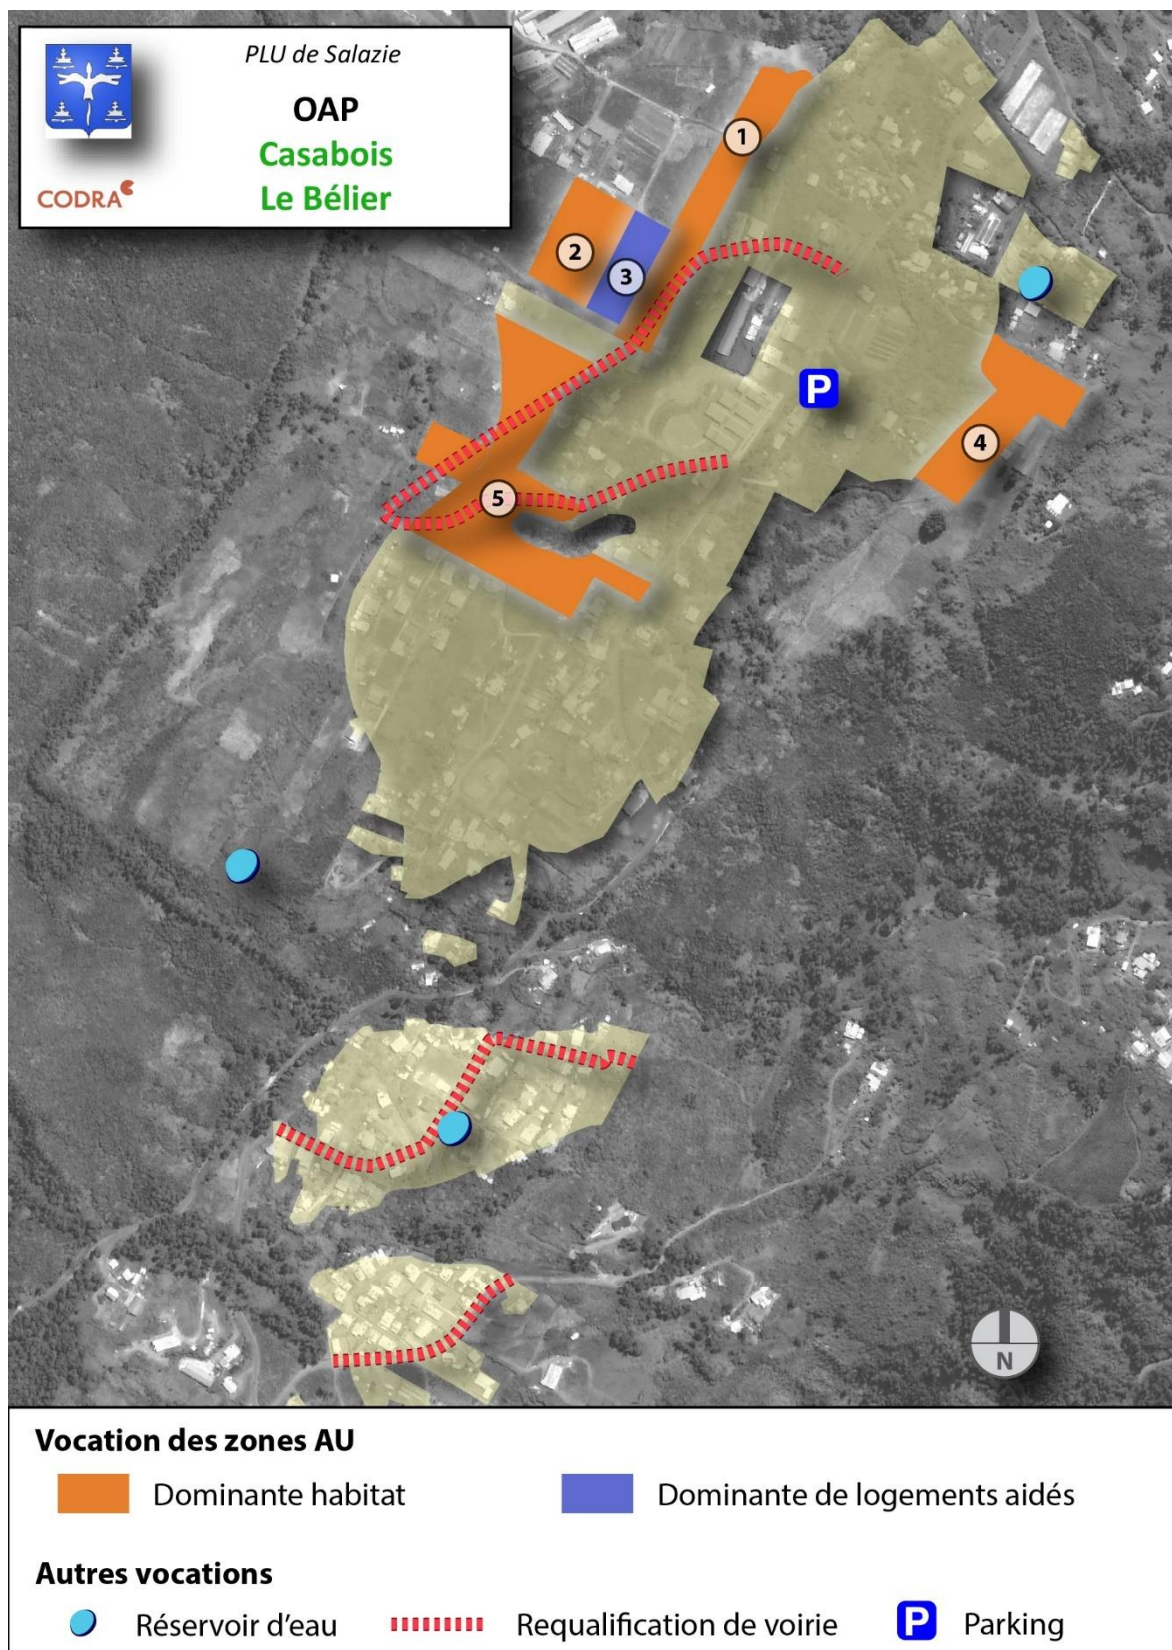 PLU de Salazie
OAP
Casabois
Le Bélier
CODRA
1
2
3
P
4
5
N
Vocation des zones AU
Dominante habitat
Dominante de logements aidés
Autres vocations
Réservoir d'eau
Requalification de voirie
P Parking